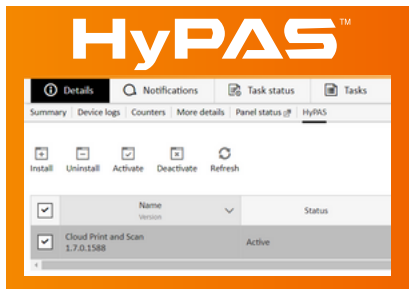 HyPAS™
Details Notifications Task status Tasks
Summary Device logs Counters More details Panel status HyPAS
Install Uninstall Activate Deactivate Refresh
Name Status
Version
Cloud Print and Scan Active
1.7.0.1588